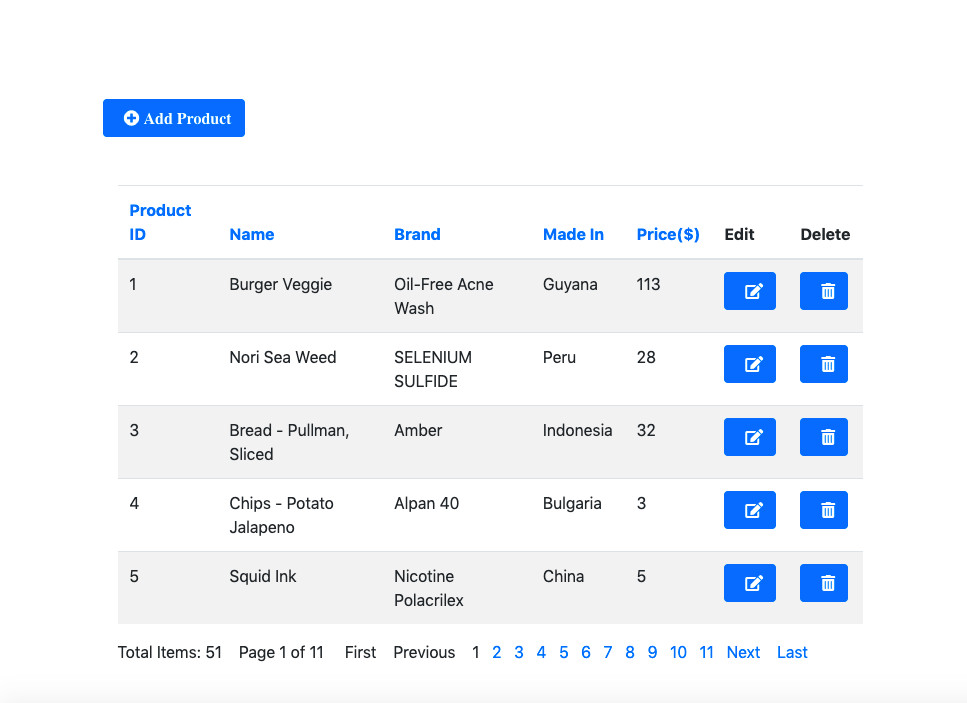 Add Product
Product ID Name Brand Made In Price($) Edit Delete
1 Burger Veggie Oil-Free Acne Wash Guyana 113
2 Nori Sea Weed SELENIUM SULFIDE Peru 28
3 Bread - Pullman, Sliced Amber Indonesia 32
4 Chips - Potato Jalapeno Alpan 40 Bulgaria 3
5 Squid Ink Nicotine Polacrilex China 5
Total Items: 51 Page 1 of 11 First Previous 1 2 3 4 5 6 7 8 9 10 11 Next Last